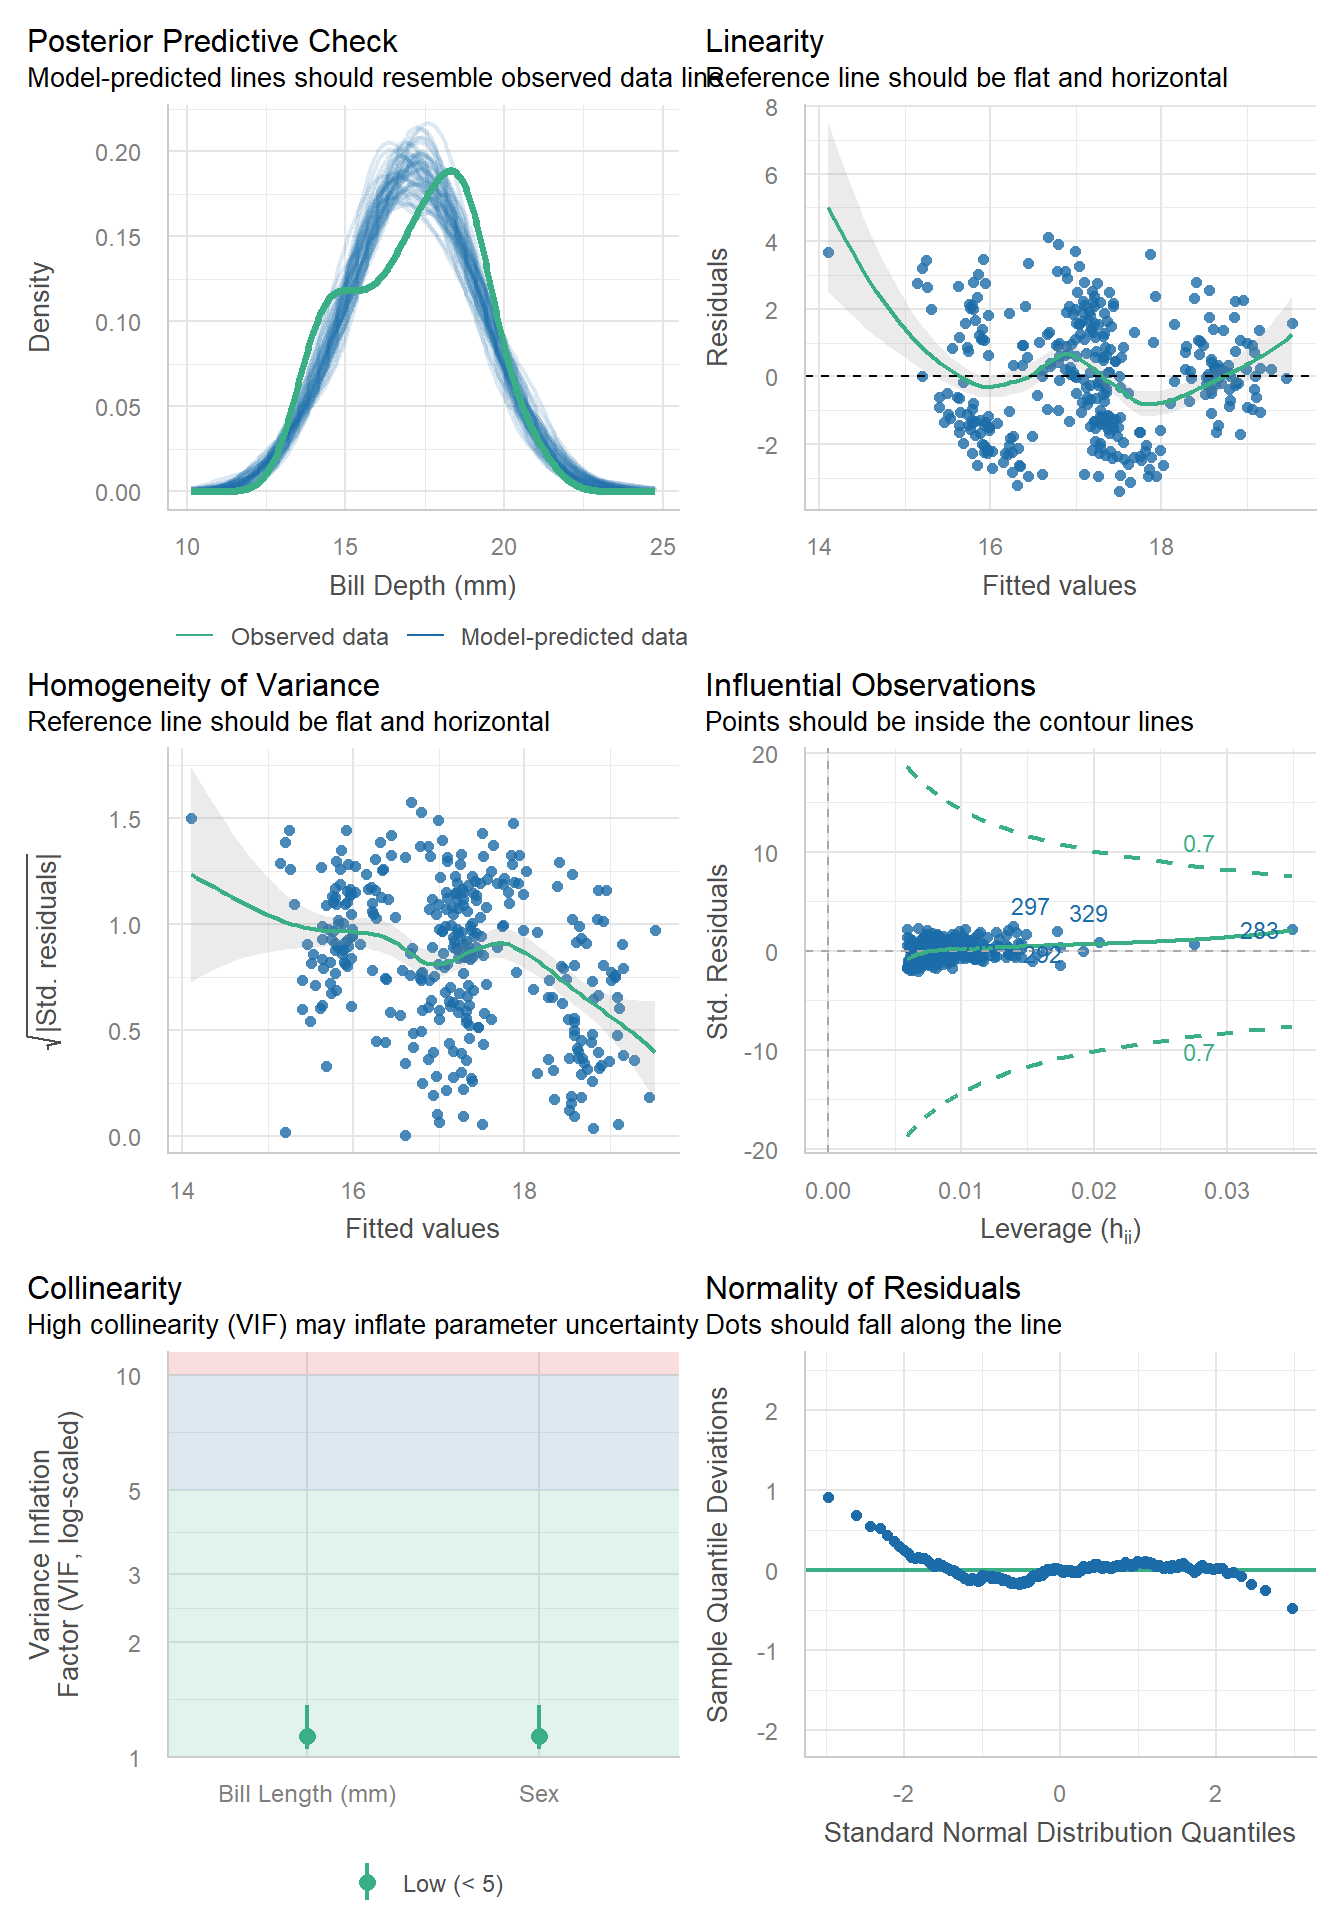 Posterior Predictive Check
Model-predicted lines should resemble observed data line
0.20
0.15
0.10
0.05
0.00
Density
10 15 20 25
Bill Depth (mm)
Observed data Model-predicted data
Linearity
Reference line should be flat and horizontal
8
6
4
2
0
-2
Residuals
14 16 18
Fitted values
Homogeneity of Variance
Reference line should be flat and horizontal
1.5
1.0
0.5
0.0
√|Std. residuals|
14 16 18
Fitted values
Influential Observations
Points should be inside the contour lines
20
10
0
-10
-20
Std. Residuals
0.7
297
329
283
292
0.7
0.00 0.01 0.02 0.03
Leverage (hii)
Collinearity
High collinearity (VIF) may inflate parameter uncertainty
10
5
3
2
1
Variance Inflation
Factor (VIF, log-scaled)
Bill Length (mm) Sex
Low (< 5)
Normality of Residuals
Dots should fall along the line
2
1
0
-1
-2
Sample Quantile Deviations
-2 0 2
Standard Normal Distribution Quantiles